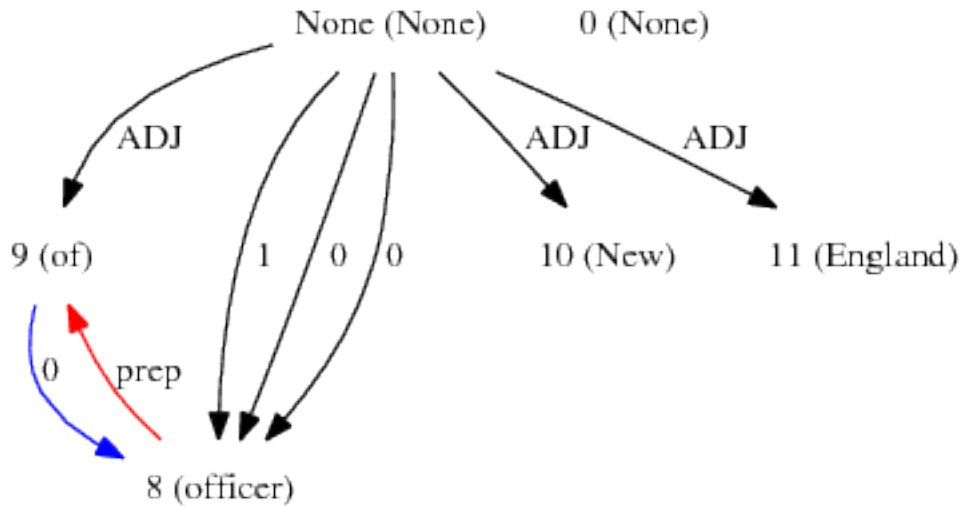 None (None) 0 (None)
ADJ ADJ ADJ
9 (of) 1 0 0 10 (New) 11 (England)
0 prep
8 (officer)